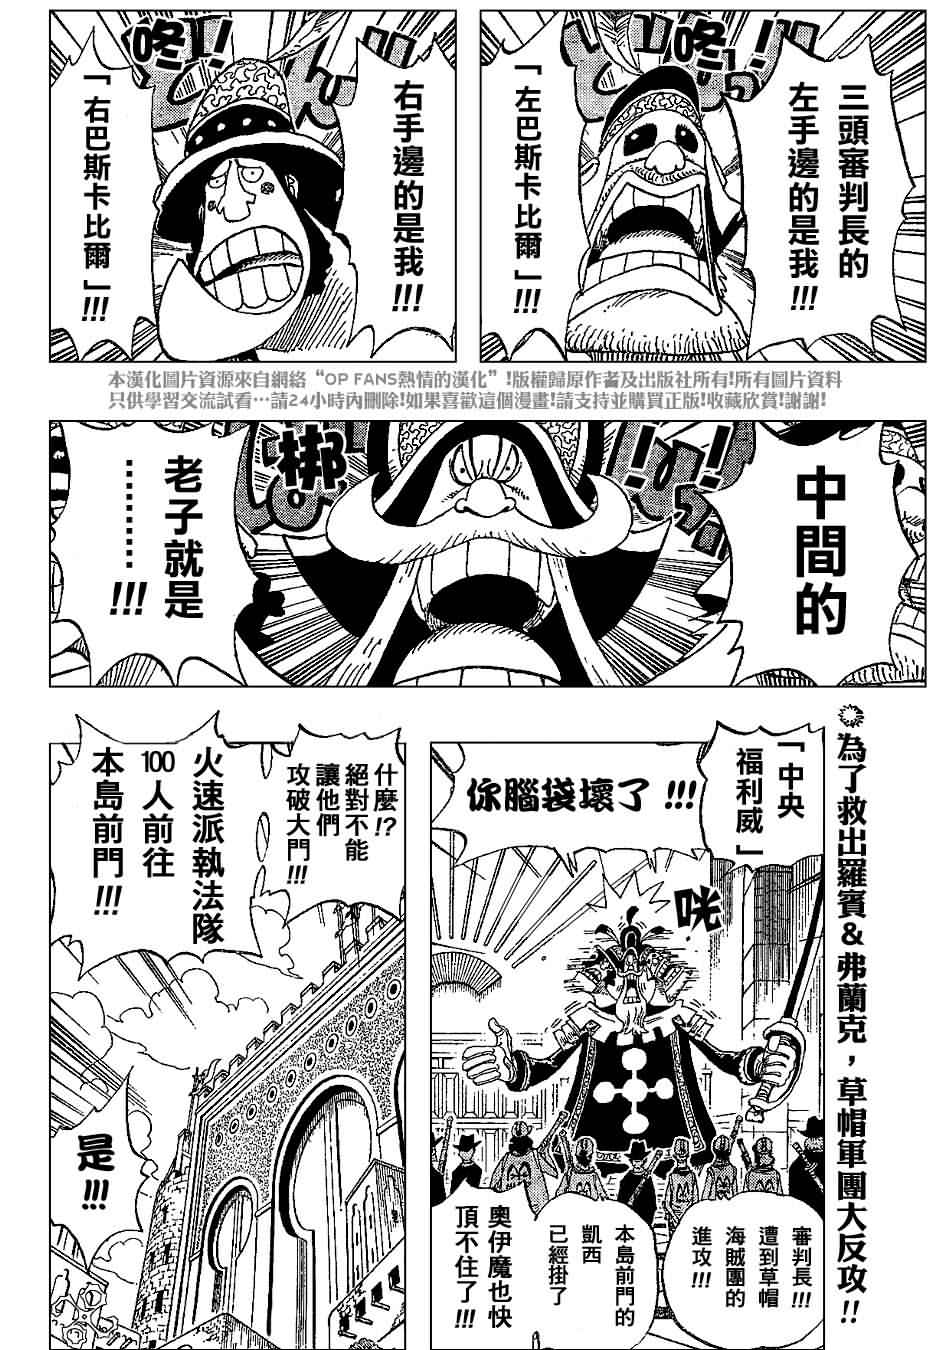 三頭審判長的
左手邊的是我!!!
「左巴斯卡比爾」!!!
咚!
右手邊的是我!!!
「右巴斯卡比爾」!!!
咚!
本漢化圖片資源來自網絡“OP FANS熱情的漢化”!版權歸原作者及出版社所有!所有圖片資料
只供學習交流試看…請24小時內刪除!如果喜歡這個漫畫!請支持並購買正版!收藏欣賞!謝謝!
中間的
梆!!
老子就是
………
!!!
為了救出羅賓&弗蘭克，草帽軍團大反攻!!
「中央
福利威」
你腦袋壞了!!!
咣
審判長!!!
遭到草帽
海賊團的
進攻!!!
本島前門的
凱西
已經掛了
奧伊魔也快
頂不住了!!!
什麼!?
絕對不能
讓他們
攻破大門!!!
火速派執法隊
100人前往
本島前門!!!
是!!!